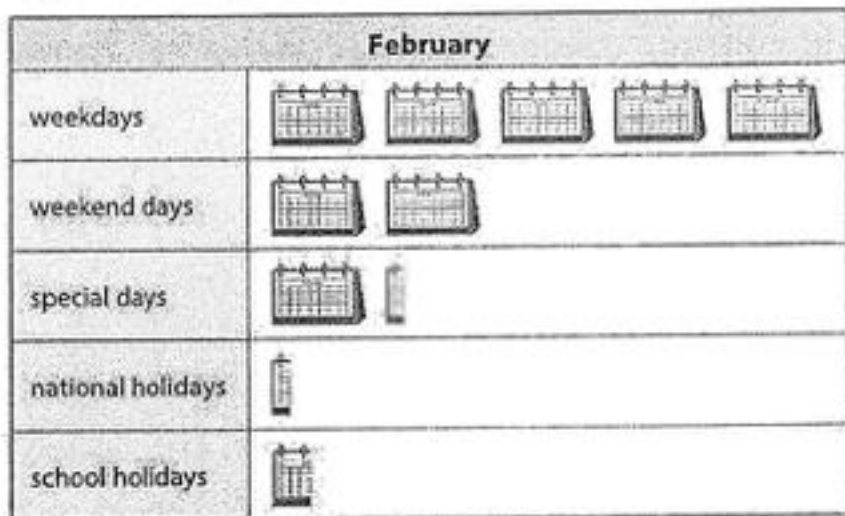 February
weekdays
weekend days
special days
national holidays
school holidays